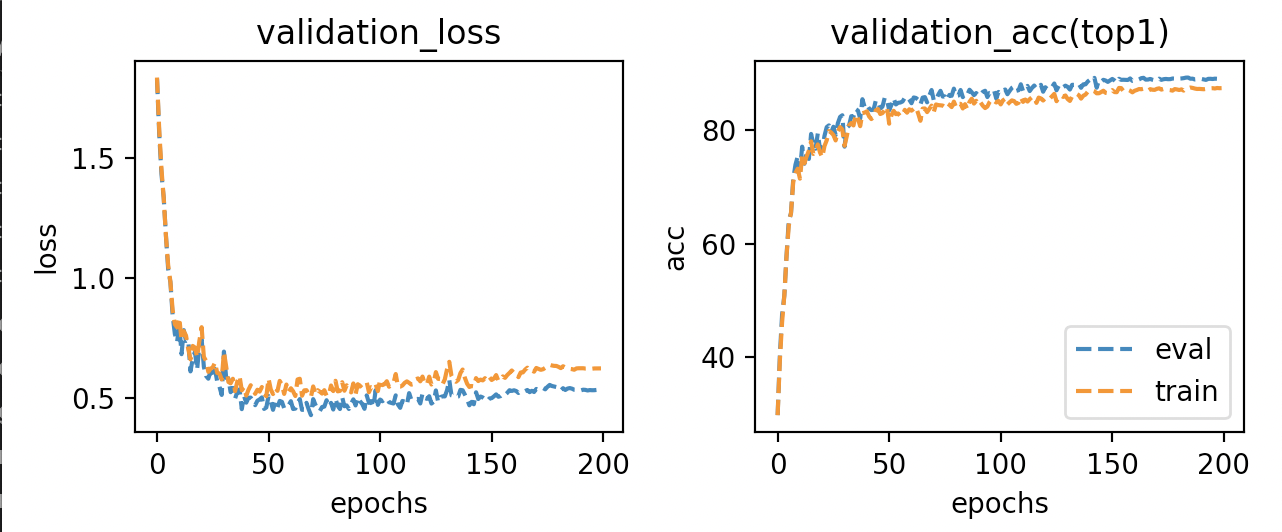 validation_loss
1.5
1.0
0.5
loss
0 50 100 150 200
epochs
validation_acc(top1)
80
60
40
acc
eval
train
0 50 100 150 200
epochs